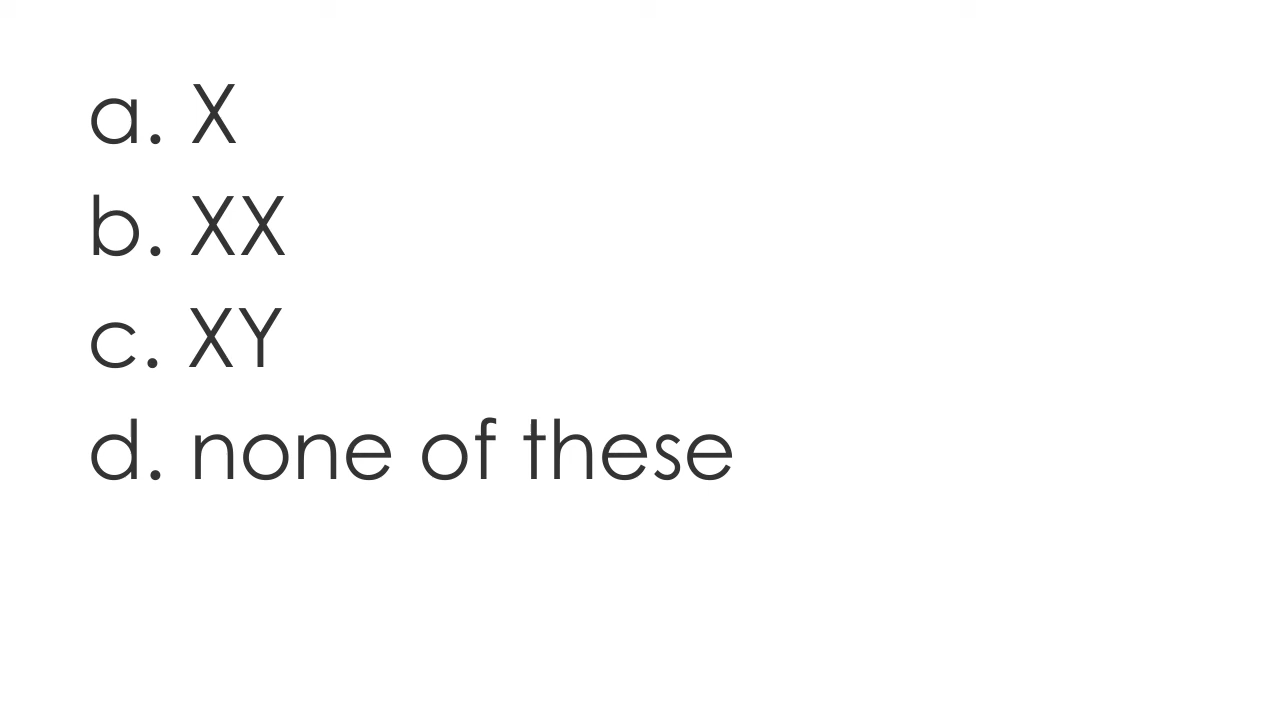 a. X
b. XX
c. XY
d. none of these